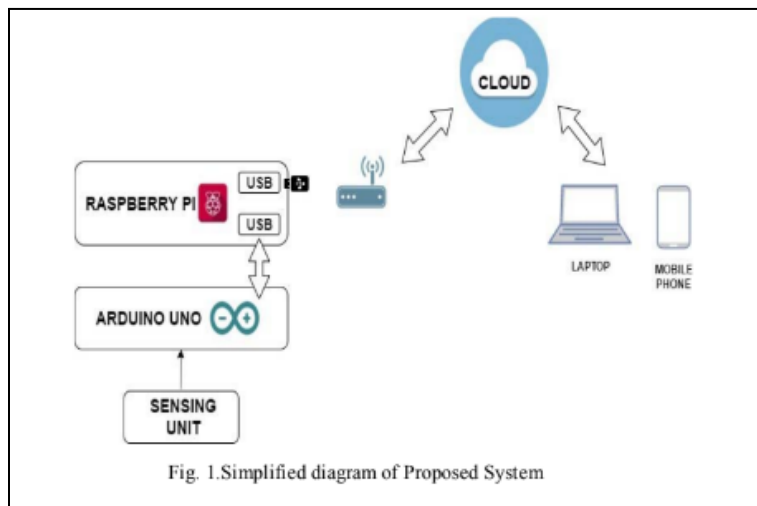 CLOUD
USB
RASPBERRY PI
USB
LAPTOP
MOBILE
PHONE
ARDUINO UNO
SENSING
UNIT
Fig. 1.Simplified diagram of Proposed System